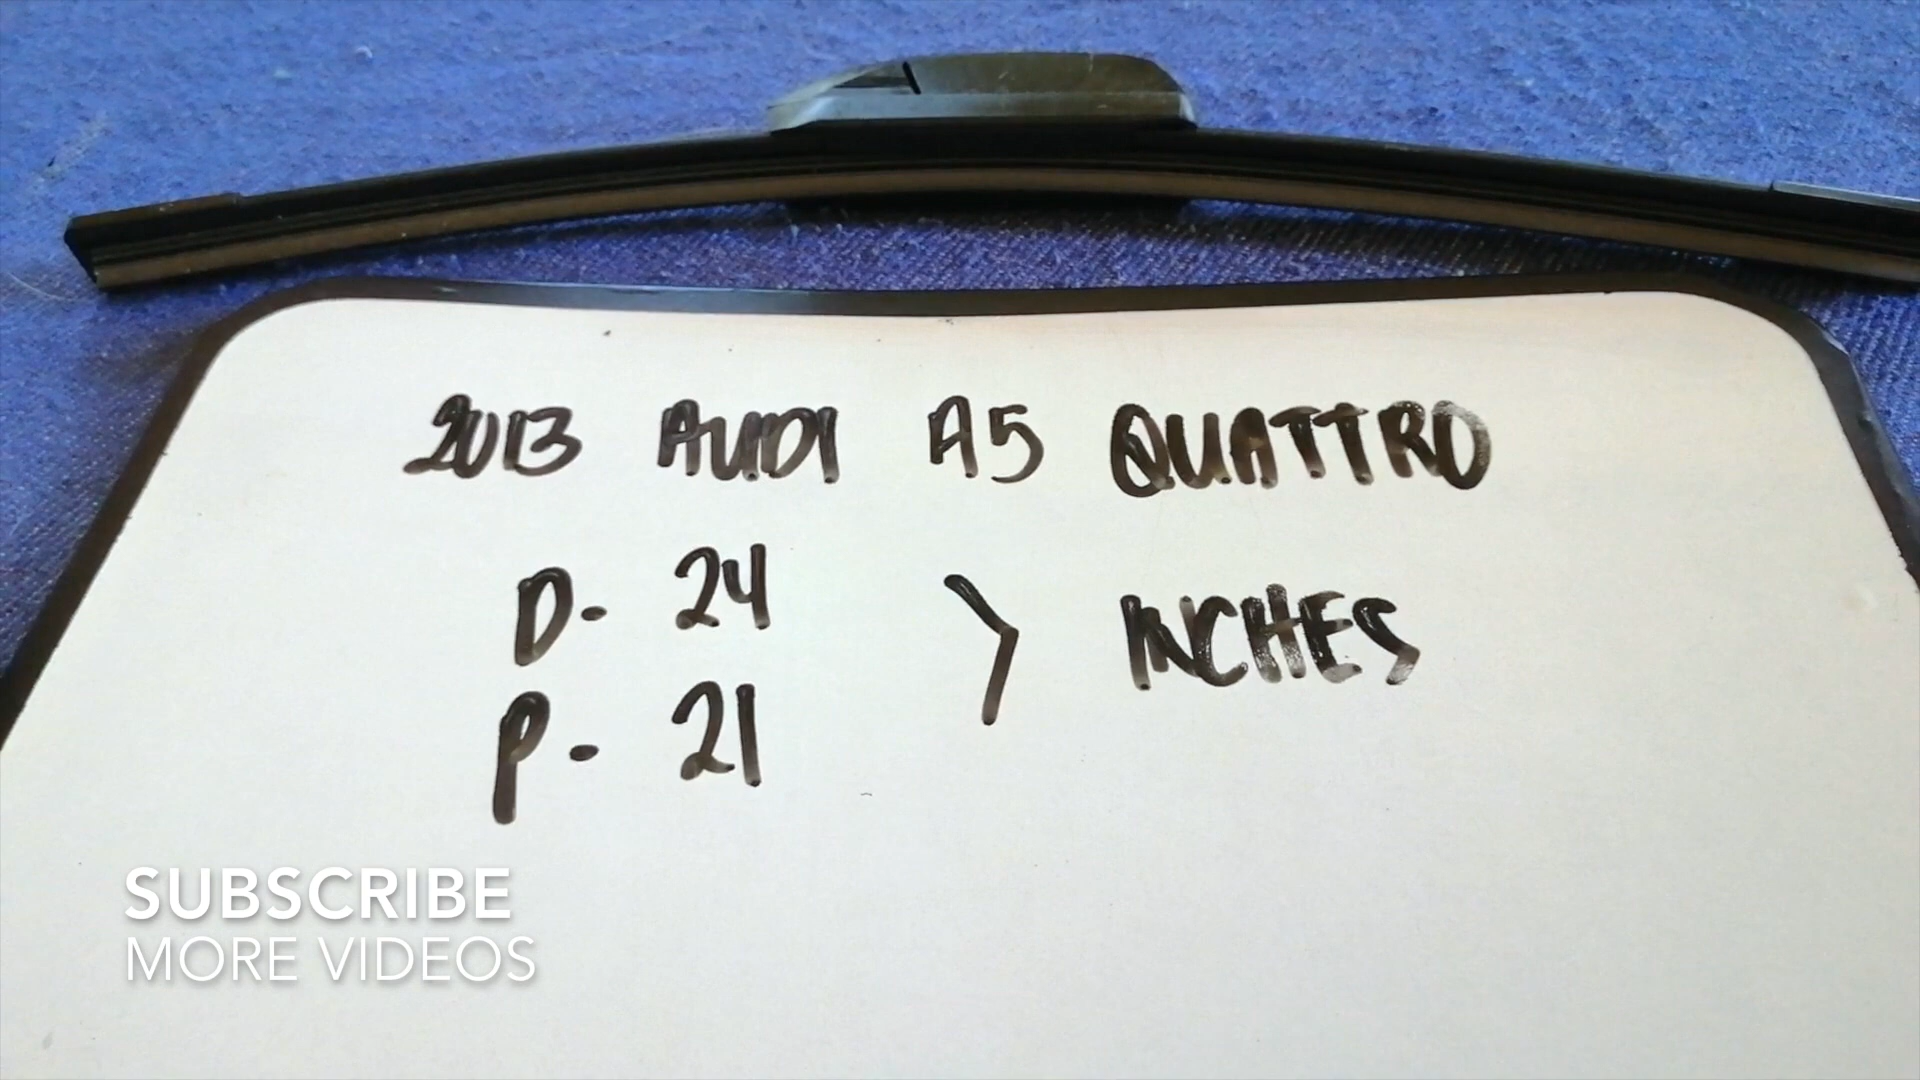 2013 AUDI A5 QUATTRO
D- 24
P- 21
> INCHES
SUBSCRIBE
MORE VIDEOS